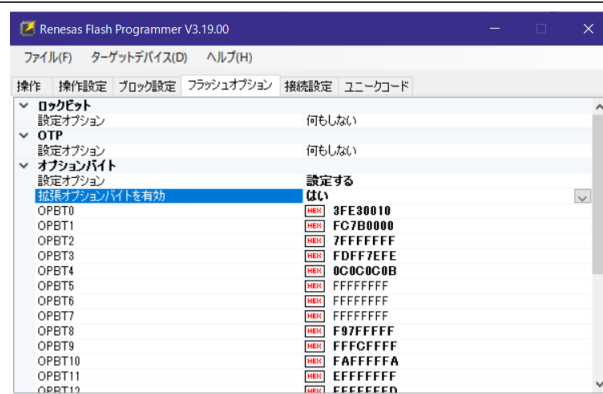 Renesas Flash Programmer V3.19.00
ファイル(F) ターゲットデバイス(D) ヘルプ(H)
操作 操作設定 ブロック設定 フラッシュオプション 接続設定 ユニークコード
ロックビット
設定オプション 何もしない
OTP
設定オプション 何もしない
オプションバイト
設定オプション 設定する
拡張オプションバイトを有効 はい
OPBT0 HEX 3FE30010
OPBT1 HEX FC7B0000
OPBT2 HEX 7FFFFFFF
OPBT3 HEX FDFF7EFE
OPBT4 HEX 0C0C0C0B
OPBT5 HEX FFFFFFFF
OPBT6 HEX FFFFFFFF
OPBT7 HEX FFFFFFFF
OPBT8 HEX F97FFFFF
OPBT9 HEX FFFCFFFF
OPBT10 HEX FAFFFFFA
OPBT11 HEX EFFFFFFF
OPBT12 HEX